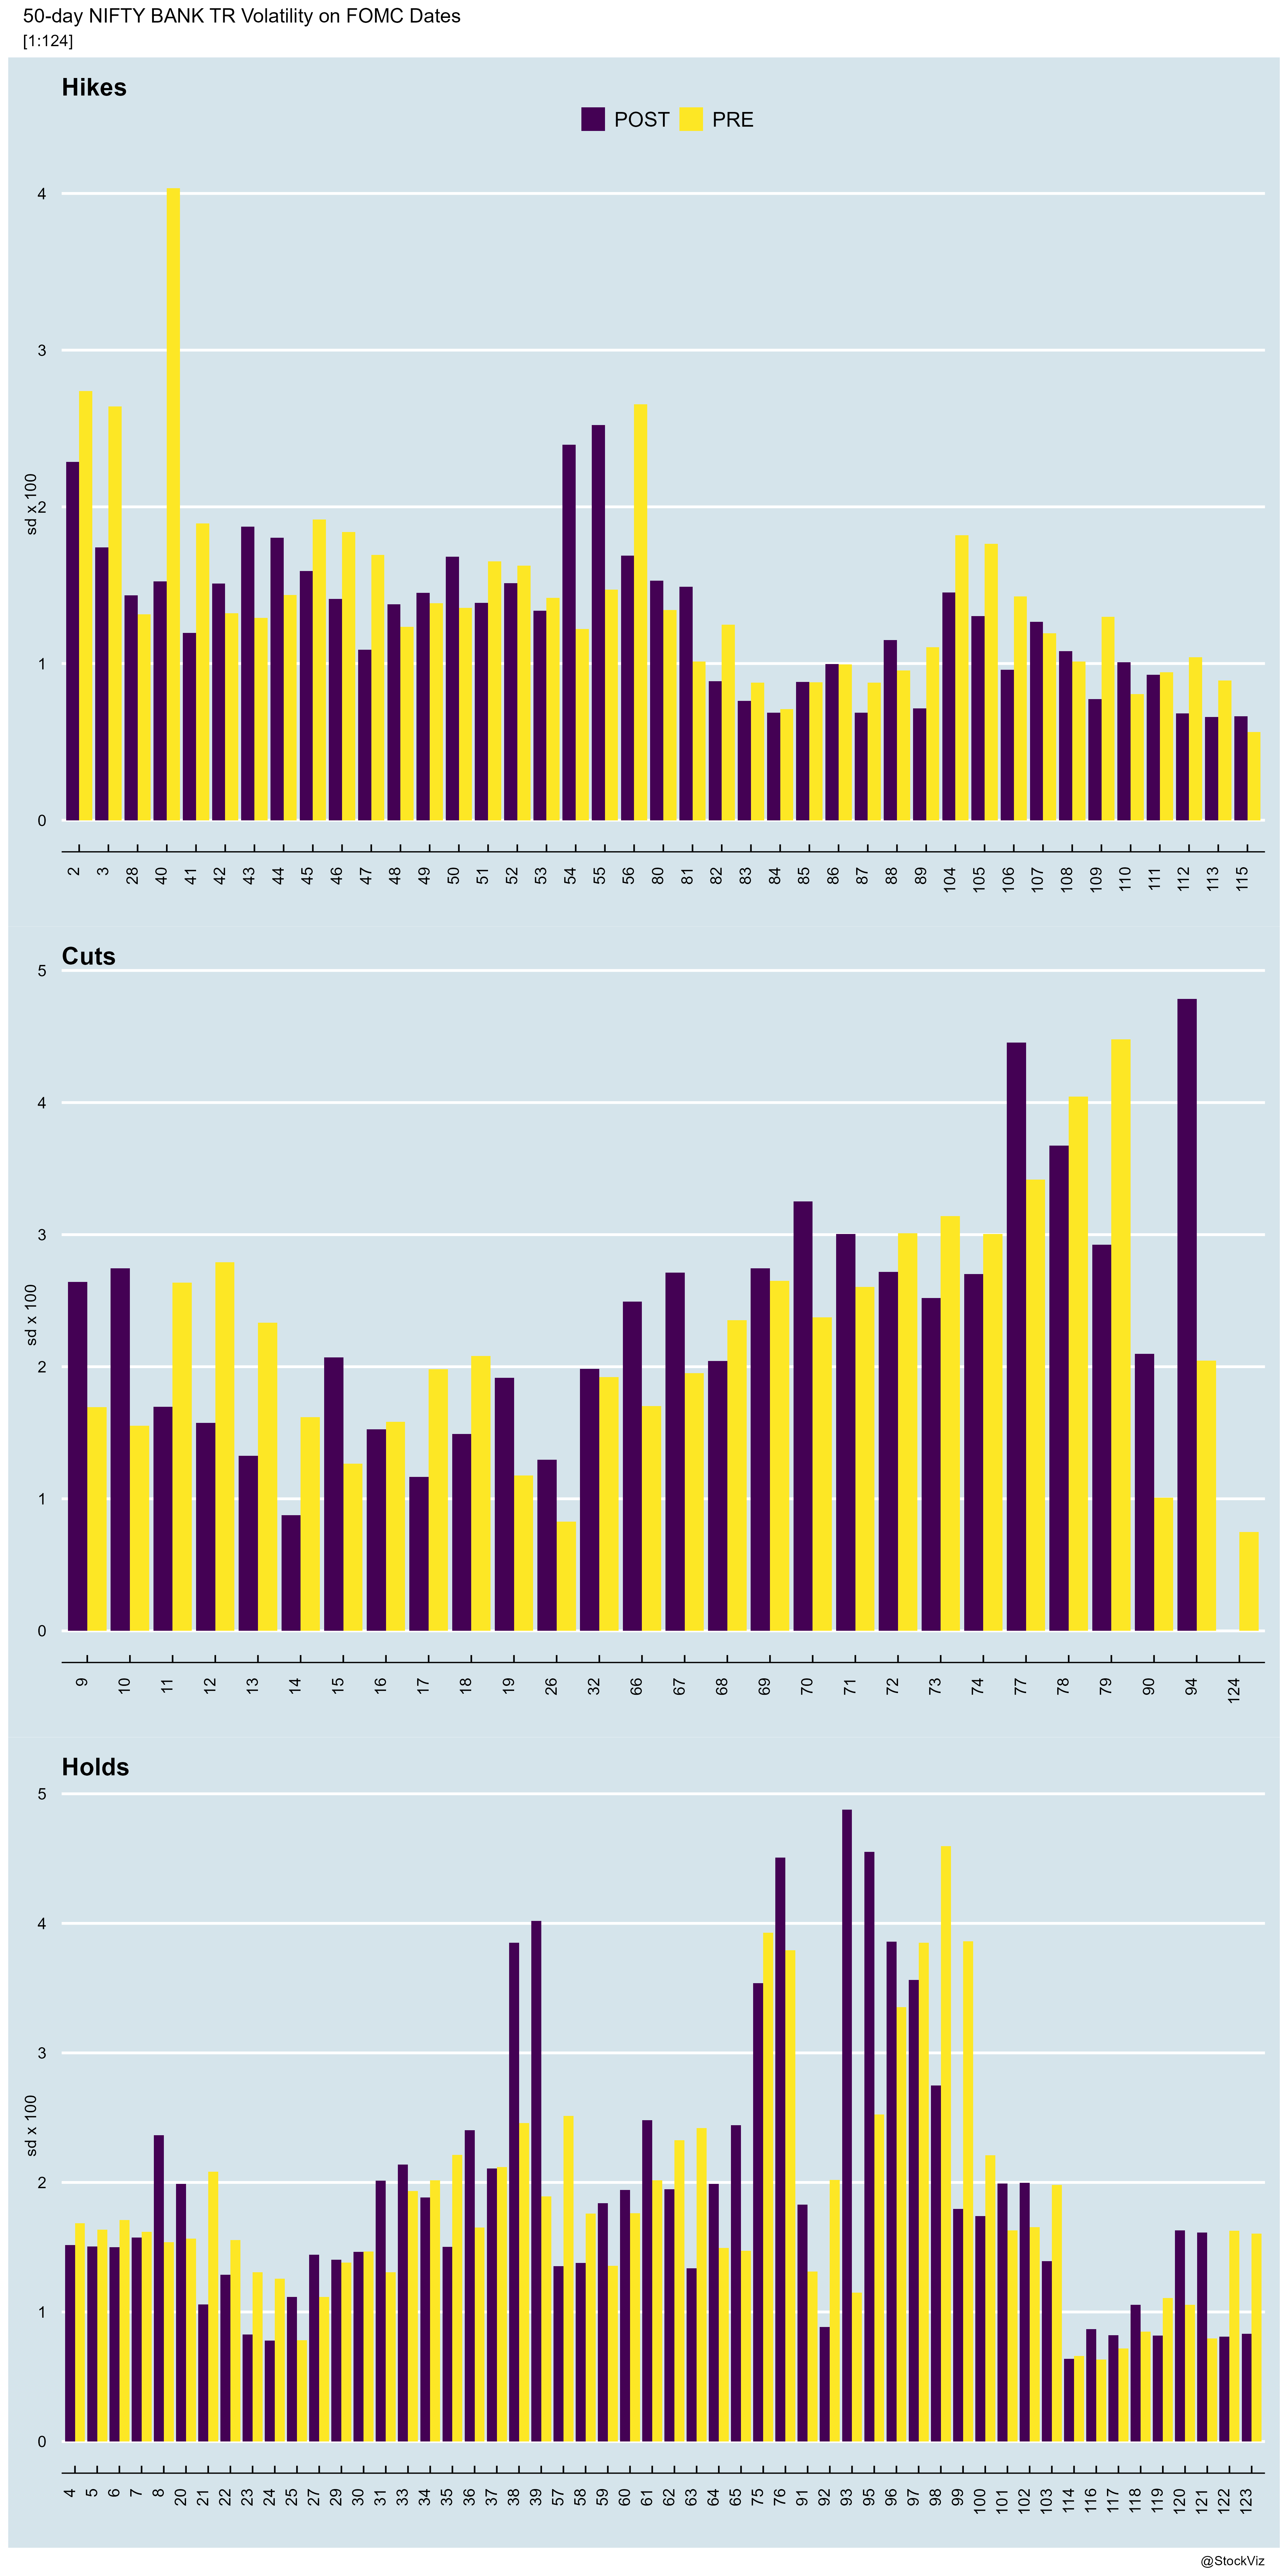 50-day NIFTY BANK TR Volatility on FOMC Dates
[1:124]
Hikes
POST PRE
4
3
2
1
0
sd x 100
2 3 28 40 41 42 43 44 45 46 47 48 49 50 51 52 53 54 55 56 80 81 82 83 84 85 86 87 88 89 104 105 106 107 108 109 110 111 112 113 115
Cuts
5
4
3
2
1
0
sd x 100
9 10 11 12 13 14 15 16 17 18 19 26 32 66 67 68 69 70 71 72 73 74 77 78 79 90 94 124
Holds
5
4
3
2
1
0
sd x 100
4 5 6 7 8 20 21 22 23 24 25 27 29 30 31 33 34 35 36 37 38 39 57 58 59 60 61 62 63 64 65 75 76 91 92 93 95 96 97 98 99 100 101 102 103 114 116 117 118 119 120 121 122 123
@StockViz